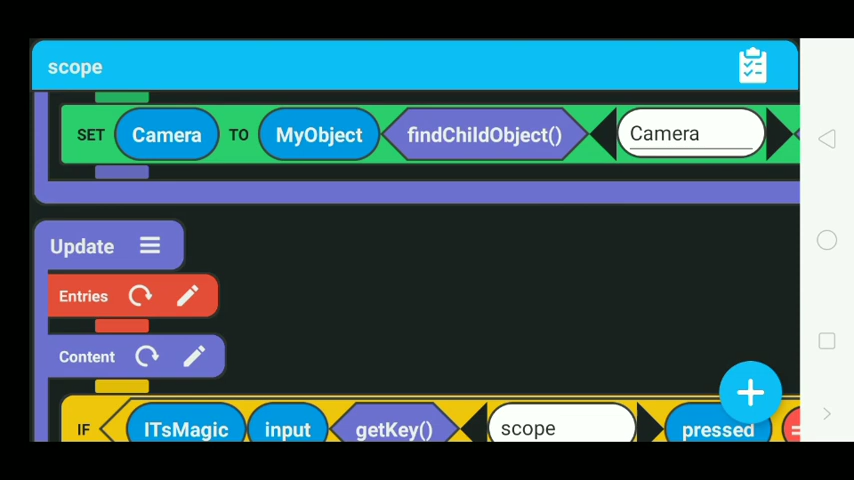 scope
SET Camera TO MyObject findChildObject() Camera
Update
Entries
Content
IF ITsMagic input getKey() scope pressed =